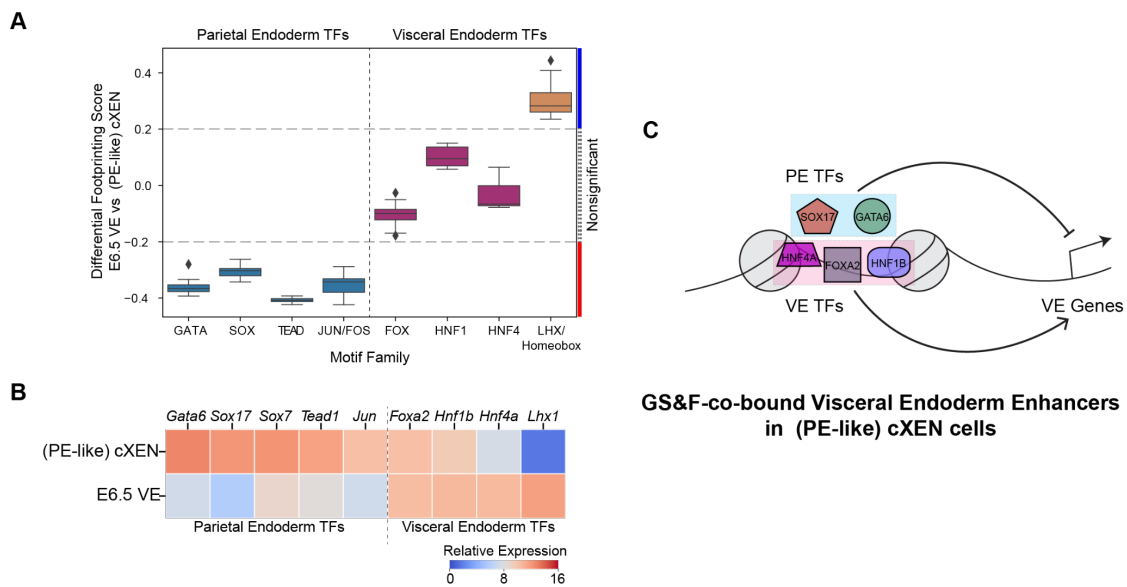 A
Parietal Endoderm TFs
Visceral Endoderm TFs
Differential Footprinting Score
E6.5 VE vs (PE-like) cXEN
0.4
0.2
0.0
−0.2
−0.4
Nonsignificant
GATA SOX TEAD JUN/FOS FOX HNF1 HNF4 LHX/
Homeobox
Motif Family
B
Gata6 Sox17 Sox7 Tead1 Jun Foxa2 Hnf1b Hnf4a Lhx1
(PE-like) cXEN
E6.5 VE
Parietal Endoderm TFs
Visceral Endoderm TFs
Relative Expression
0 8 16
C
PE TFs
SOX17
GATA6
HNF4A
FOXA2
HNF1B
VE TFs
VE Genes
GS&F-co-bound Visceral Endoderm Enhancers
in (PE-like) cXEN cells